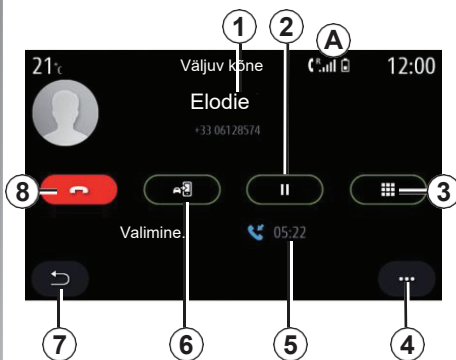 1 2 A
21°c Väljuv kõne R 12:00
Elodie
+33 06128574
8 3
Valimine. 05:22
7 6 5 4